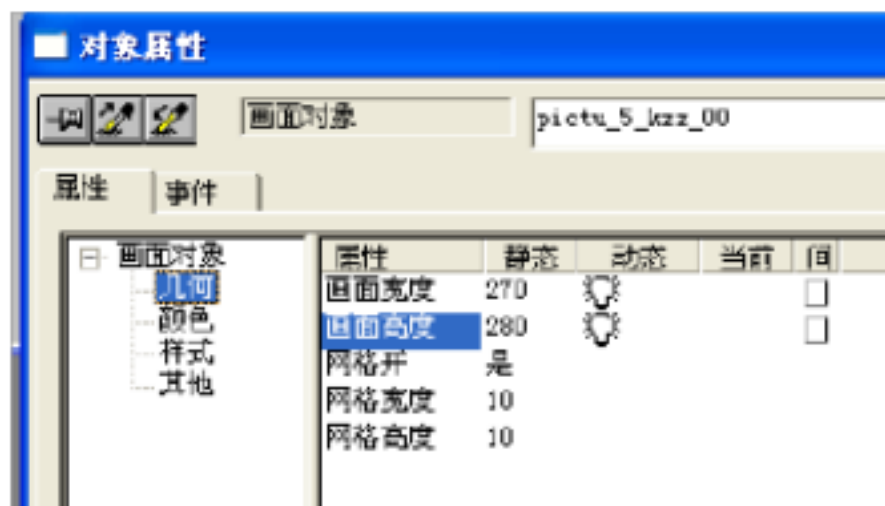 对象属性
画面对象 pictu_5_kzz_00
属性 事件
画面对象
几何
颜色
样式
其他
属性 静态 动态 当前 间
画面宽度 270
画面高度 280
网格开 是
网格宽度 10
网格高度 10